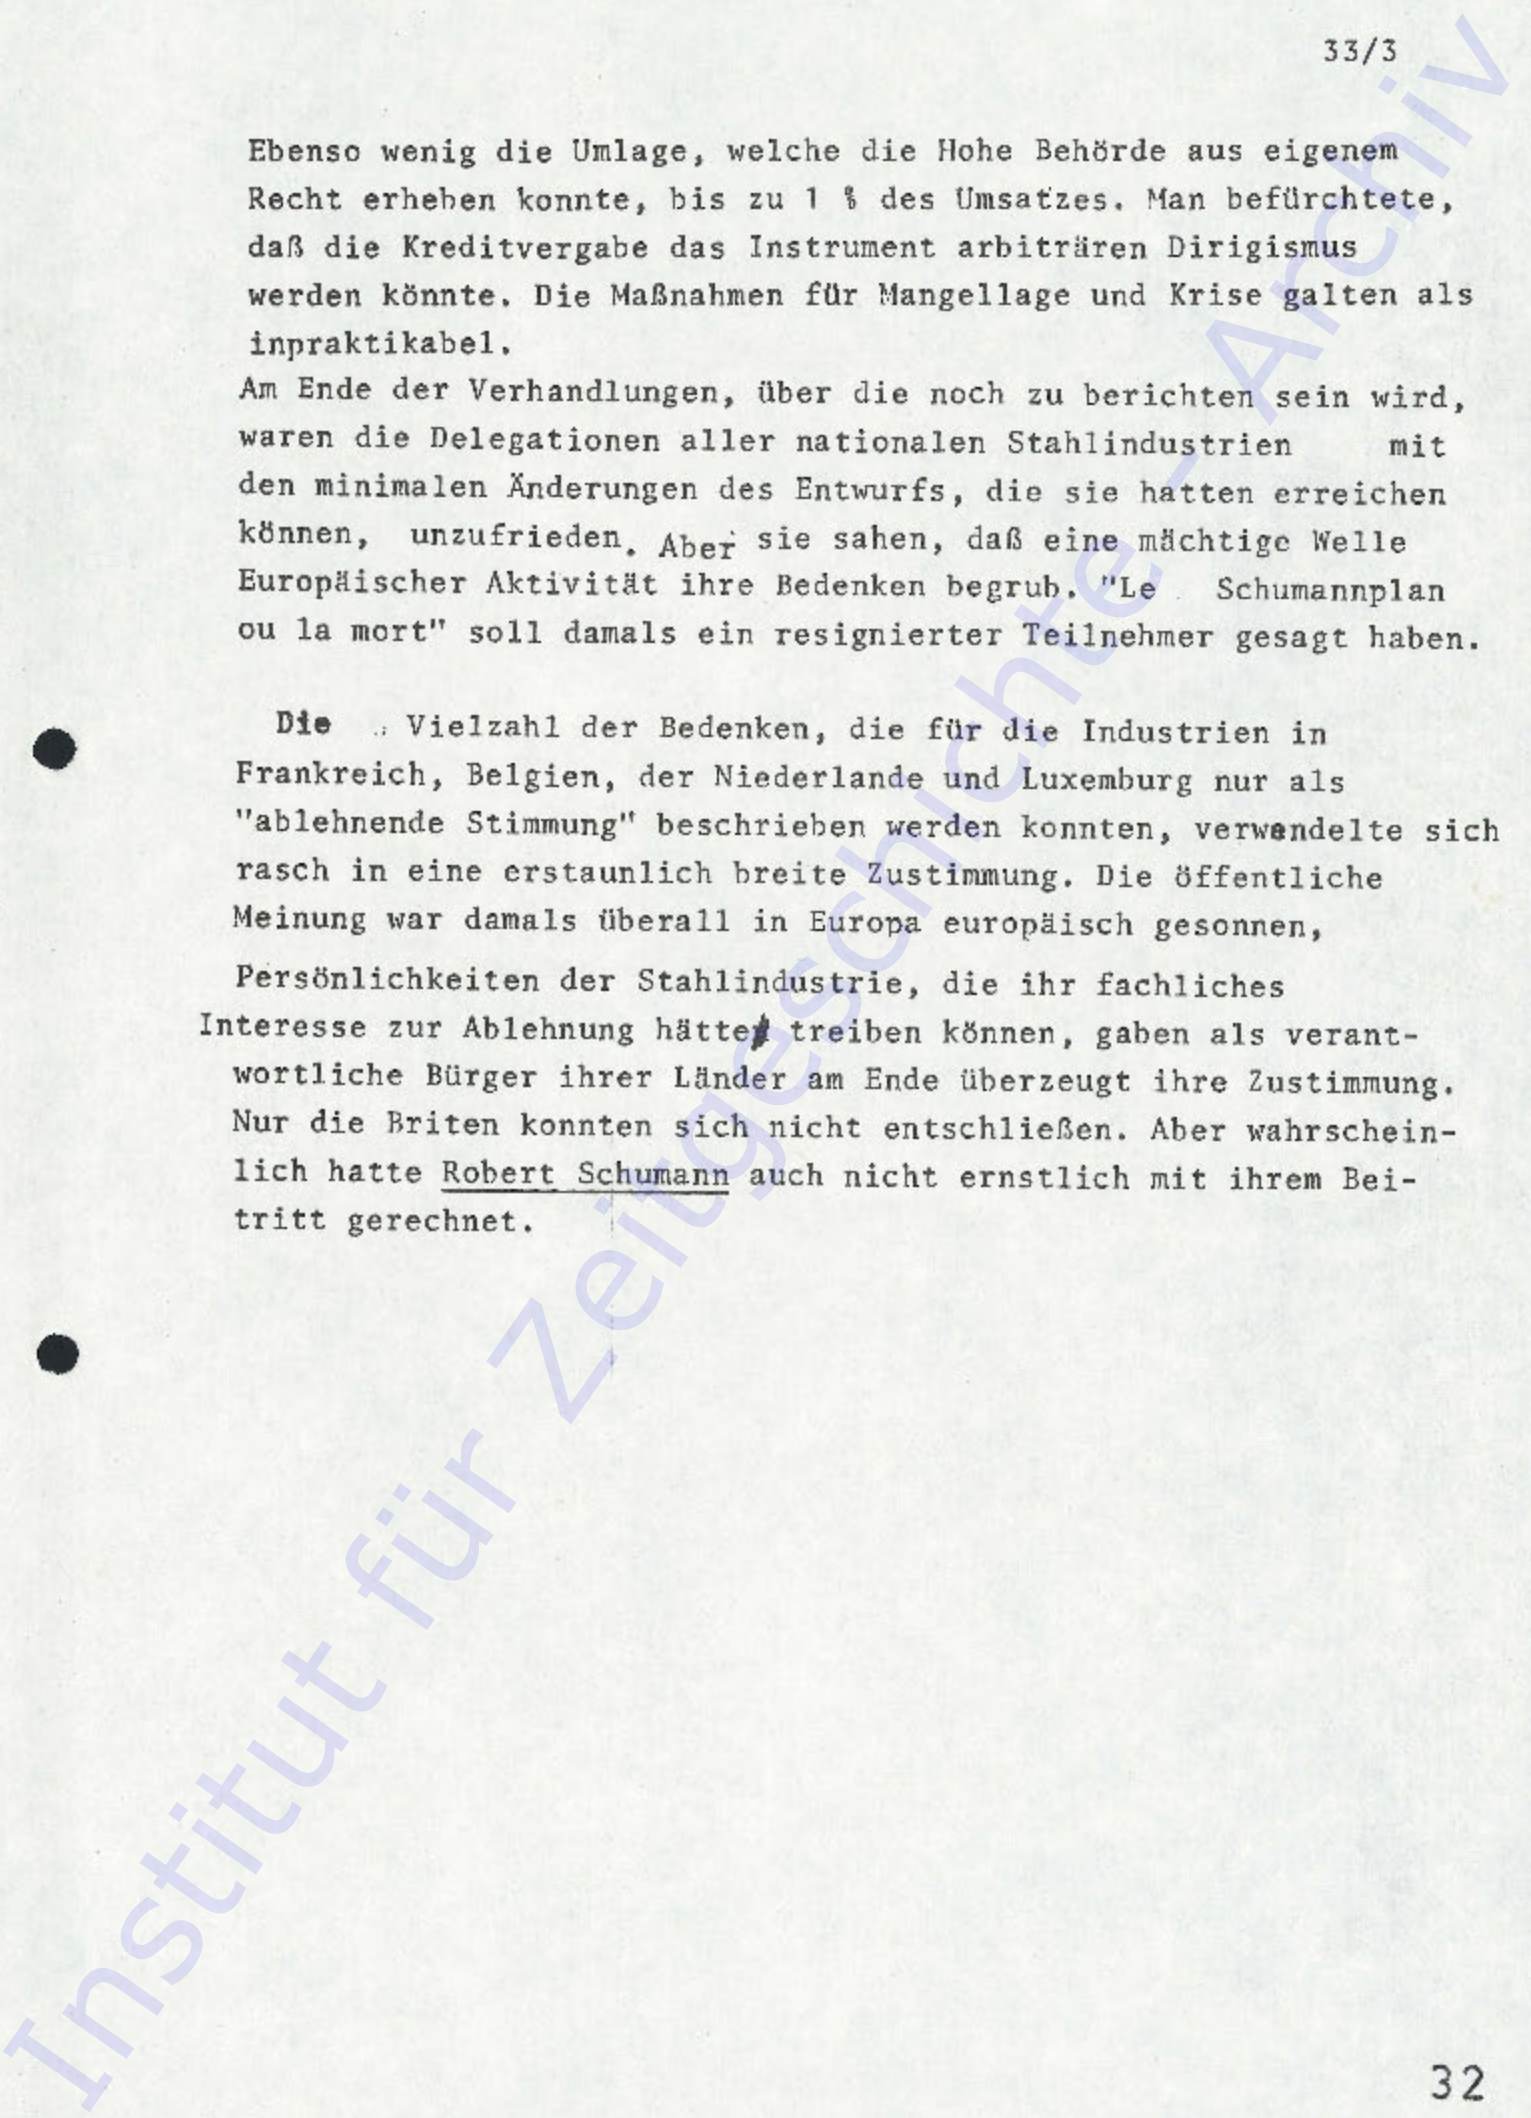 33/3
Ebenso wenig die Umlage, welche die Hohe Behörde aus eigenem
Recht erheben konnte, bis zu 1 % des Umsatzes. Man befürchtete,
daß die Kreditvergabe das Instrument arbiträren Dirigismus
werden könnte. Die Maßnahmen für Mangellage und Krise galten als
inpraktikabel.
Am Ende der Verhandlungen, über die noch zu berichten sein wird,
waren die Delegationen aller nationalen Stahlindustrien mit
den minimalen Änderungen des Entwurfs, die sie hatten erreichen
können, unzufrieden. Aber sie sahen, daß eine mächtige Welle
Europäischer Aktivität ihre Bedenken begrub. "Le Schumannplan
ou la mort" soll damals ein resignierter Teilnehmer gesagt haben.
Die Vielzahl der Bedenken, die für die Industrien in
Frankreich, Belgien, der Niederlande und Luxemburg nur als
"ablehnende Stimmung" beschrieben werden konnten, verwandelte sich
rasch in eine erstaunlich breite Zustimmung. Die öffentliche
Meinung war damals überall in Europa europäisch gesonnen,
Persönlichkeiten der Stahlindustrie, die ihr fachliches
Interesse zur Ablehnung hätte treiben können, gaben als verant-
wortliche Bürger ihrer Länder am Ende überzeugt ihre Zustimmung.
Nur die Briten konnten sich nicht entschließen. Aber wahrschein-
lich hatte Robert Schumann auch nicht ernstlich mit ihrem Bei-
tritt gerechnet.
Institut für Zeitgeschichte - Archiv
32